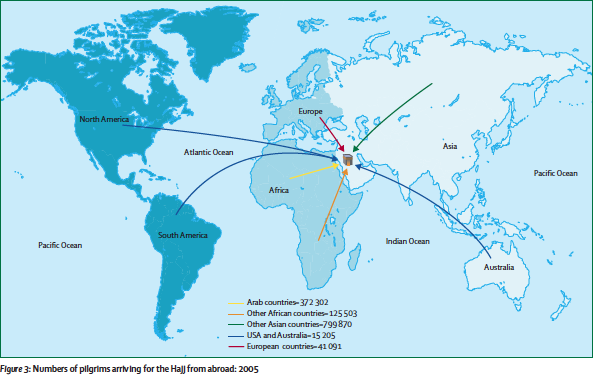 North America
Europe
Atlantic Ocean
Asia
Pacific Ocean
Africa
South America
Pacific Ocean
Indian Ocean
Australia
Arab countries=372 302
Other African countries=125 503
Other Asian countries=799 870
USA and Australia=15 205
European countries=41 091
Figure 3: Numbers of pilgrims arriving for the Hajj from abroad: 2005